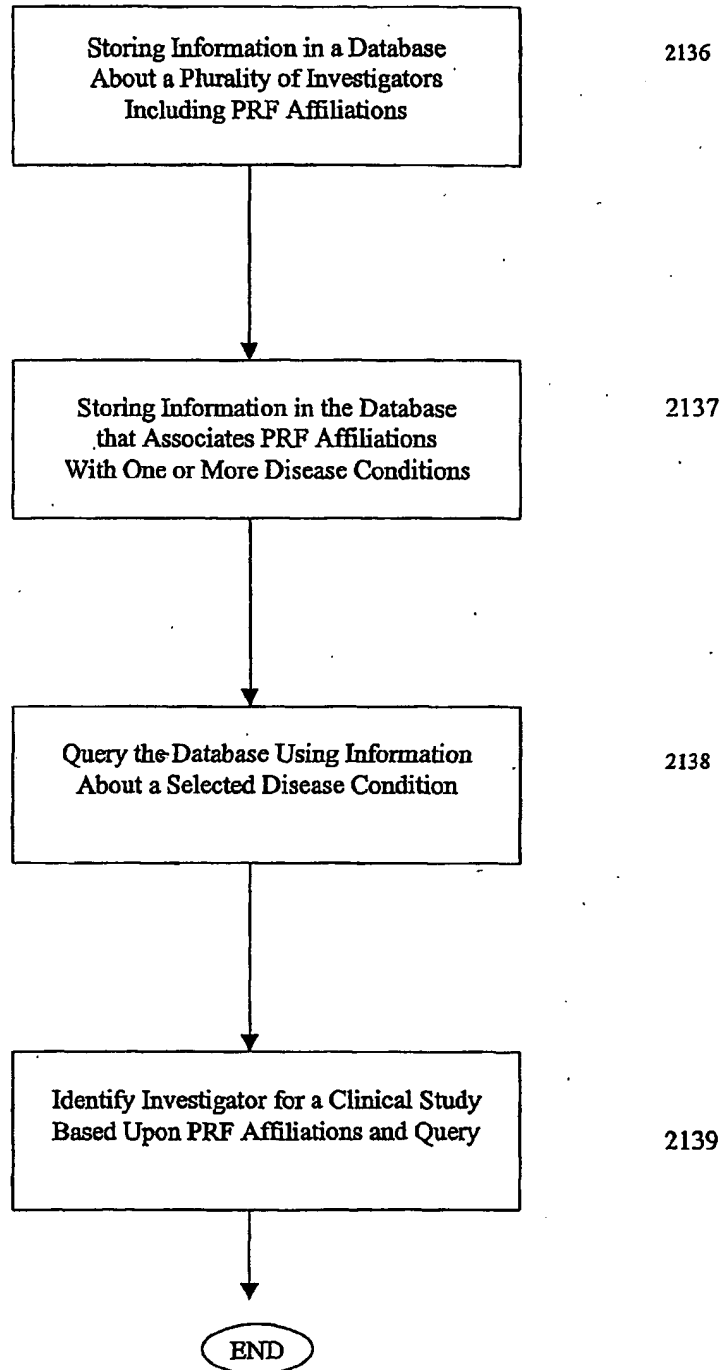 Storing Information in a Database
About a Plurality of Investigators
Including PRF Affiliations
2136
Storing Information in the Database
that Associates PRF Affiliations
With One or More Disease Conditions
2137
Query the Database Using Information
About a Selected Disease Condition
2138
Identify Investigator for a Clinical Study
Based Upon PRF Affiliations and Query
2139
END